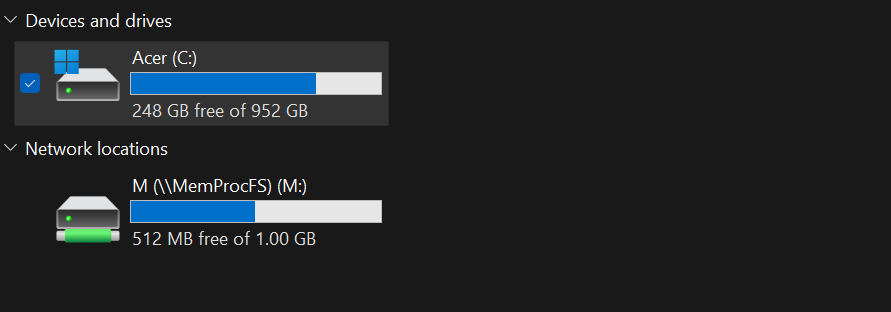 Devices and drives
Acer (C:)
248 GB free of 952 GB
Network locations
M (\\MemProcFS) (M:)
512 MB free of 1.00 GB